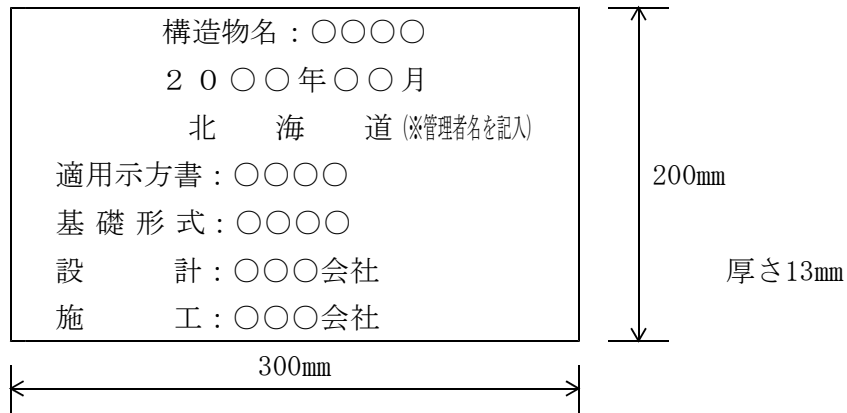 構造物名：○○○○
２０○○年○○月
北　海　道(※管理者名を記入)
適用示方書：○○○○
基礎形式：○○○○
設　　計：○○○会社
施　　工：○○○会社
200mm
厚さ13mm
300mm